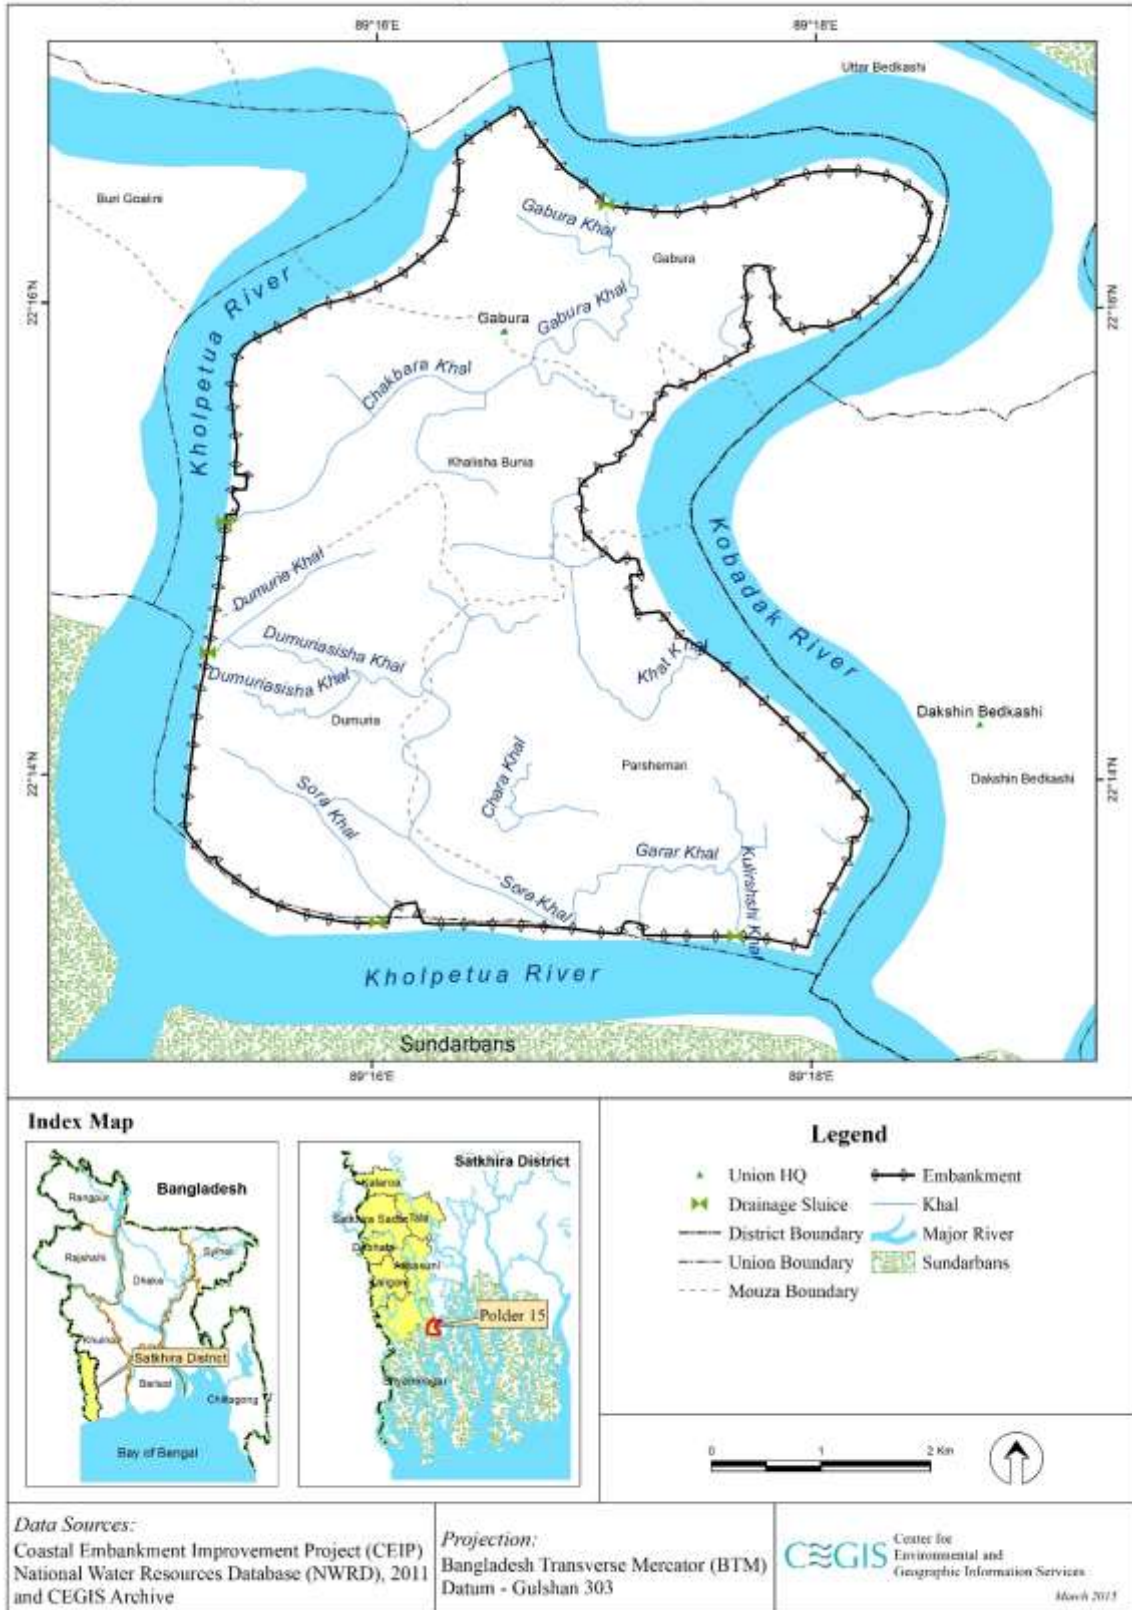 89°16'E
89°18'E
Uttar Bedkashi
Buri Goalini
Gabura Khal
Gabura
22°16'N
22°16'N
Kholpetua River
Gabura
Gabura Khal
Chakbara Khal
Khalisha Bunia
Kobadak River
Dumurie Khal
Dumuriasisha Khal
Khat Khal
Dumuriasisha Khal
Dumuria
Dakshin Bedkashi
22°14'N
22°14'N
Parshemari
Dakshin Bedkashi
Chara Khal
Sora Khal
Garar Khal
Kulirshshi Khal
Sora Khal
Kholpetua River
Sundarbans
89°16'E
89°18'E
Index Map
Bangladesh
Rangpur
Rajshahi
Sylhet
Dhaka
Khulna
Satkhira District
Barisal
Chittagong
Bay of Bengal
Satkhira District
Kalaroa
Satkhira Sadar
Tala
Debhata
Assasuni
Kaliganj
Polder 15
Shyamnagar
Legend
Union HQ
Embankment
Drainage Sluice
Khal
District Boundary
Major River
Union Boundary
Sundarbans
Mouza Boundary
0 1 2 Km
Data Sources:
Coastal Embankment Improvement Project (CEIP)
National Water Resources Database (NWRD), 2011
and CEGIS Archive
Projection:
Bangladesh Transverse Mercator (BTM)
Datum - Gulshan 303
CEGIS
Center for
Environmental and
Geographic Information Services
March 2015